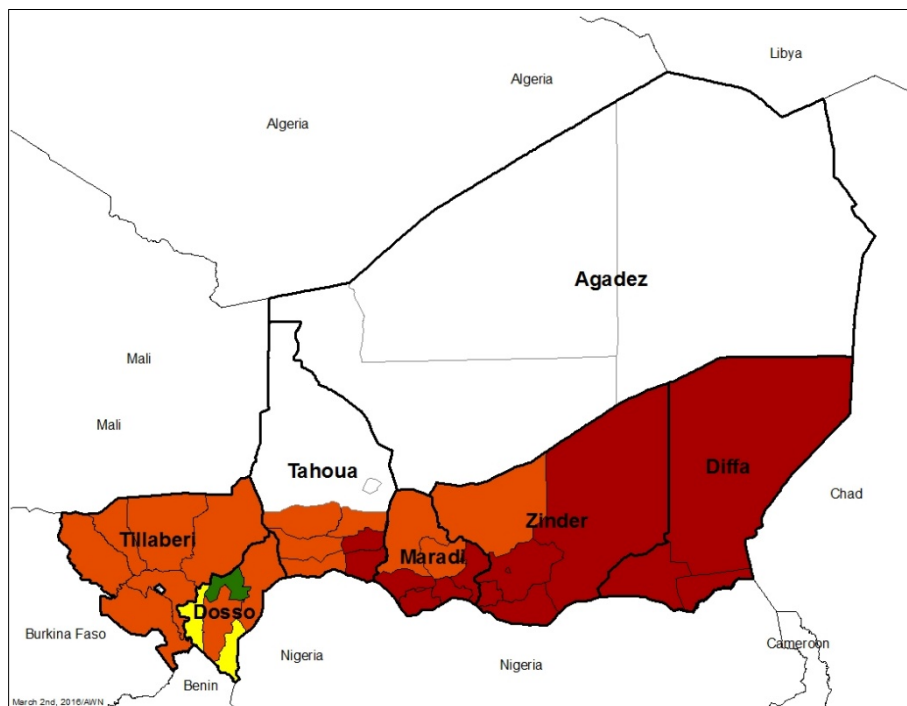 Libya
Algeria
Algeria
Agadez
Mali
Mali
Tahoua
Diffa
Chad
Zinder
Tillaberi
Maradi
Dosso
Burkina Faso
Cameroon
Nigeria
Nigeria
Benin
March 2nd, 2016/AWN